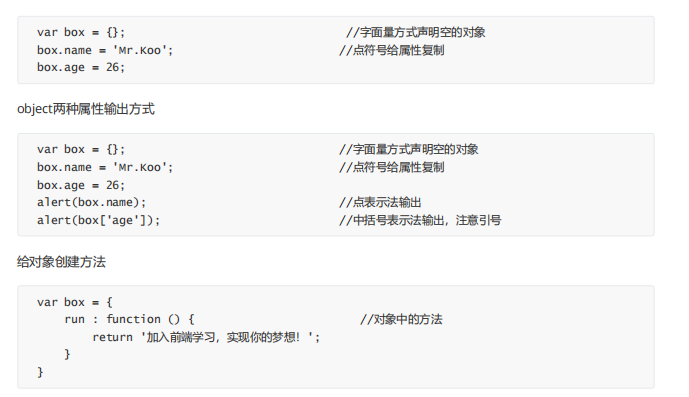 var box = {};                                //字面量方式声明空的对象
box.name = 'Mr.Koo';                        //点符号给属性复制
box.age = 26;
object两种属性输出方式
var box = {};                               //字面量方式声明空的对象
box.name = 'Mr.Koo';                        //点符号给属性复制
box.age = 26;
alert(box.name);                            //点表示法输出
alert(box['age']);                          //中括号表示法输出，注意引号
给对象创建方法
var box = {
    run : function () {                        //对象中的方法
        return '加入前端学习，实现你的梦想！';
    }
}